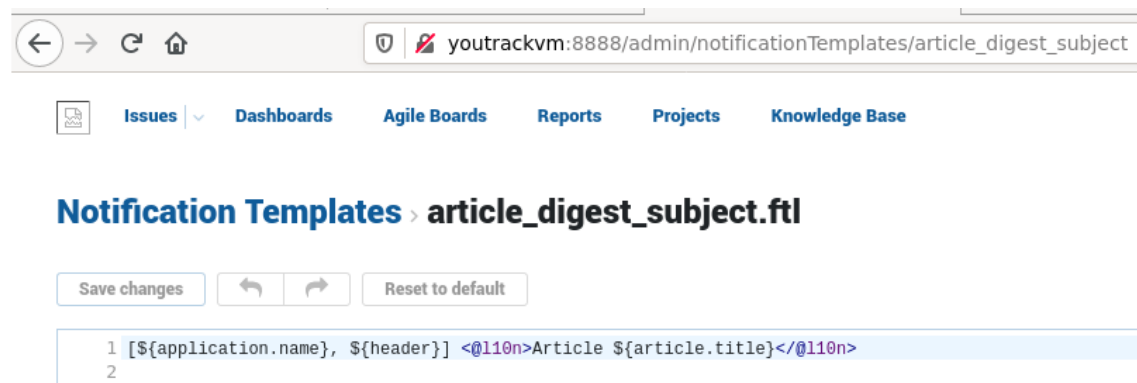 youtrackvm:8888/admin/notificationTemplates/article_digest_subject
Issues Dashboards Agile Boards Reports Projects Knowledge Base
Notification Templates › article_digest_subject.ftl
Save changes Reset to default
1 [${application.name}, ${header}] <@l10n>Article ${article.title}</@l10n>
2